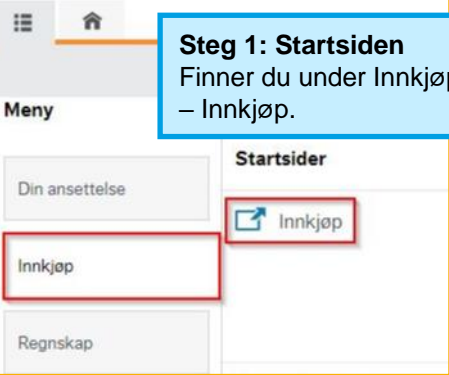 Steg 1: Startsiden
Finner du under Innkjøp
– Innkjøp.
Meny
Din ansettelse
Innkjøp
Regnskap
Startsider
Innkjøp